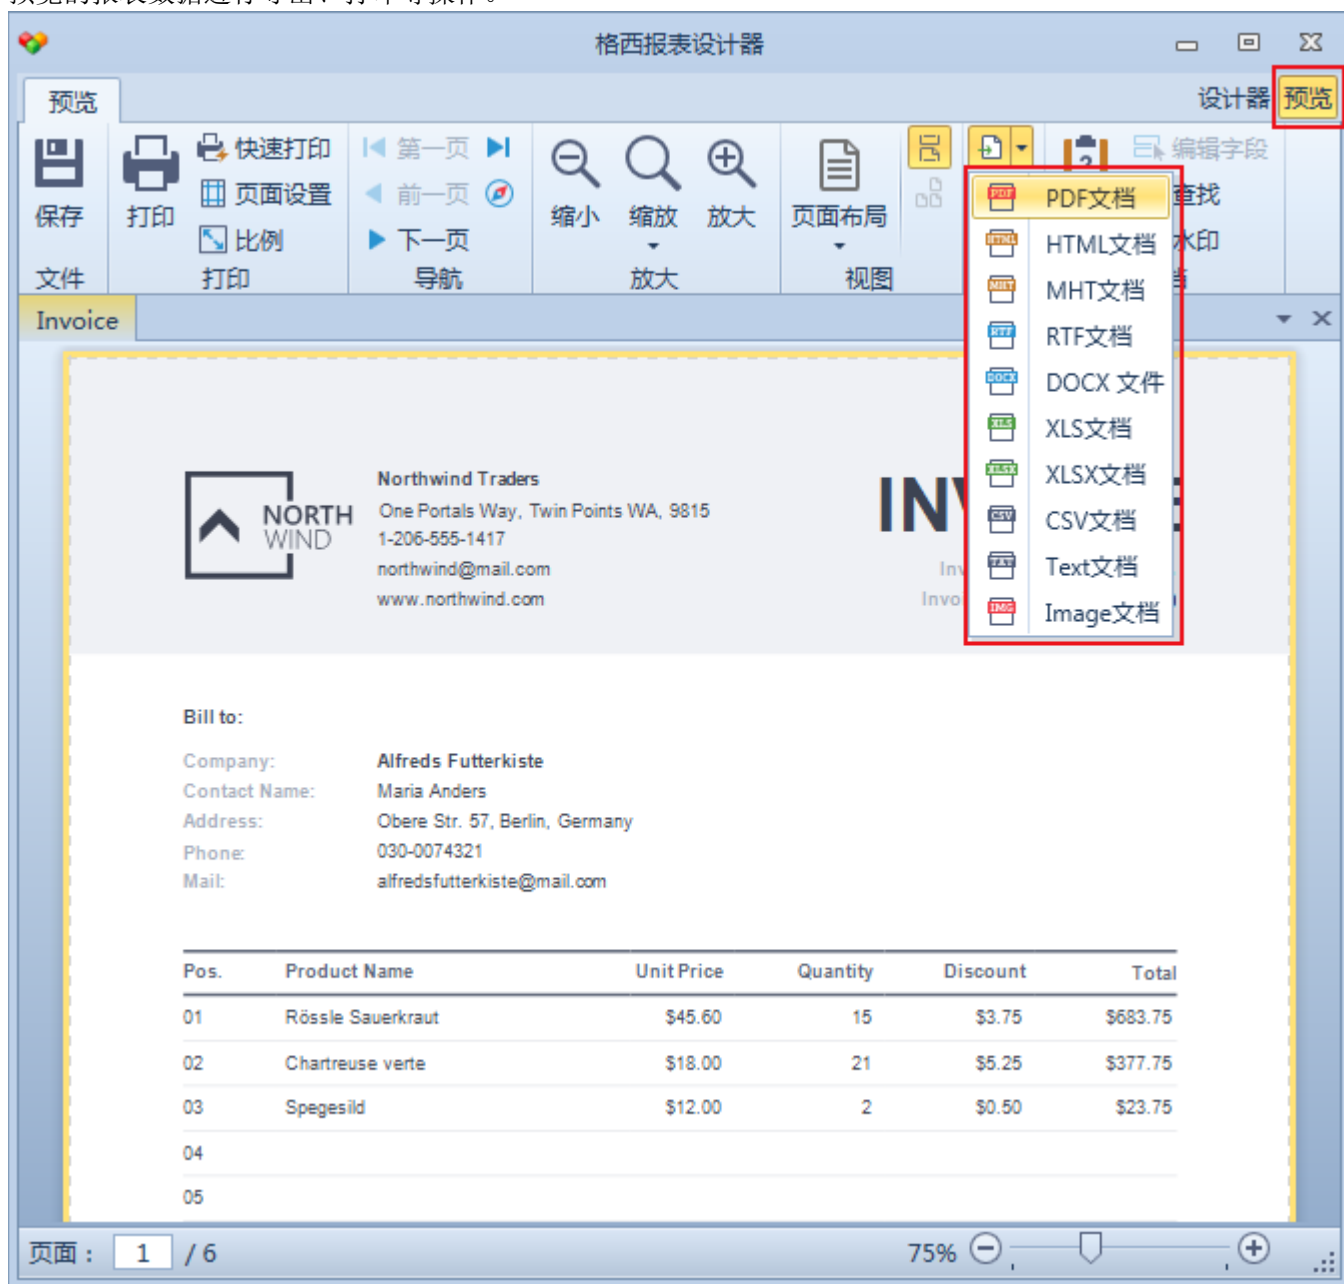 格西报表设计器
预览
设计器 预览
保存
打印
快速打印
页面设置
比例
第一页
前一页
下一页
缩小
缩放
放大
页面布局
编辑字段
查找
水印
文件
打印
导航
放大
视图
PDF PDF文档
HTML HTML文档
MHT MHT文档
RTF RTF文档
DOCX DOCX 文件
XLS XLS文档
XLSX XLSX文档
CSV CSV文档
TXT Text文档
IMG Image文档
Invoice
NORTH
WIND
Northwind Traders
One Portals Way, Twin Points WA, 9815
1-206-555-1417
northwind@mail.com
www.northwind.com
Bill to:
Company: Alfreds Futterkiste
Contact Name: Maria Anders
Address: Obere Str. 57, Berlin, Germany
Phone: 030-0074321
Mail: alfredsfutterkiste@mail.com
Pos. Product Name Unit Price Quantity Discount Total
01 Rössle Sauerkraut $45.60 15 $3.75 $683.75
02 Chartreuse verte $18.00 21 $5.25 $377.75
03 Spegesild $12.00 2 $0.50 $23.75
04
05
页面： 1 / 6
75%